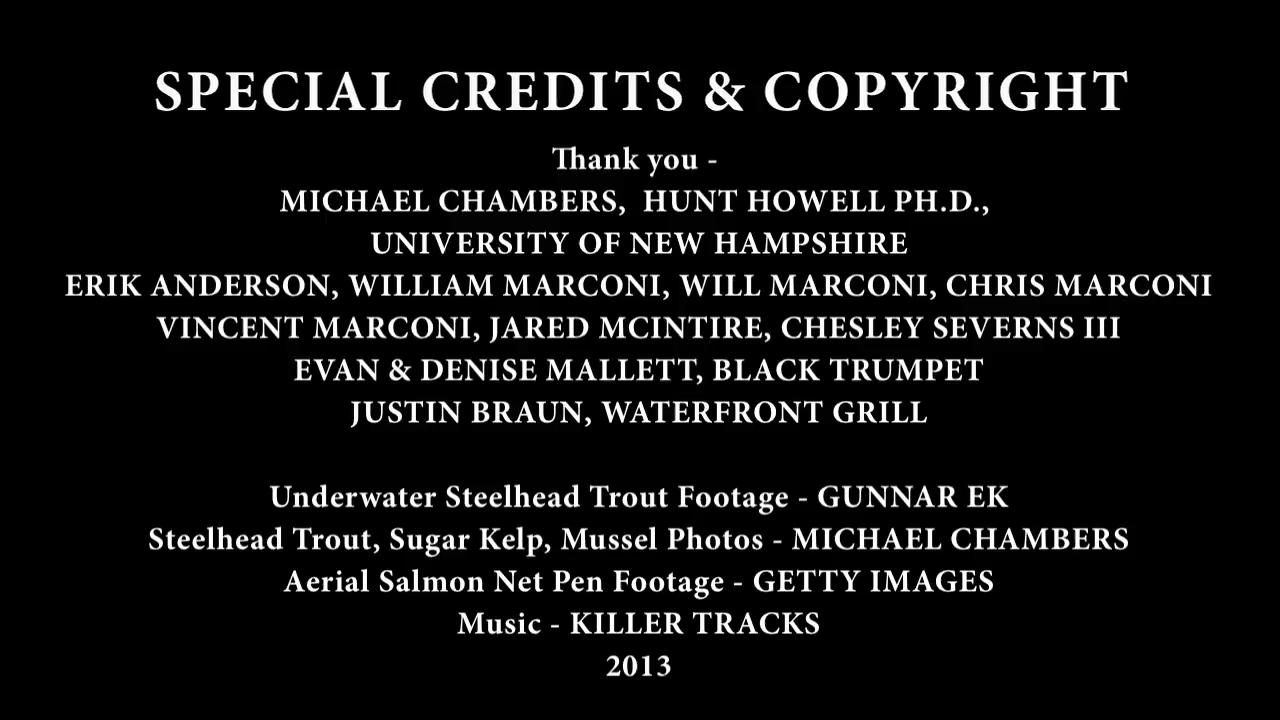 SPECIAL CREDITS & COPYRIGHT
Thank you -
MICHAEL CHAMBERS, HUNT HOWELL PH.D.,
UNIVERSITY OF NEW HAMPSHIRE
ERIK ANDERSON, WILLIAM MARCONI, WILL MARCONI, CHRIS MARCONI
VINCENT MARCONI, JARED MCINTIRE, CHESLEY SEVERNS III
EVAN & DENISE MALLETT, BLACK TRUMPET
JUSTIN BRAUN, WATERFRONT GRILL
Underwater Steelhead Trout Footage - GUNNAR EK
Steelhead Trout, Sugar Kelp, Mussel Photos - MICHAEL CHAMBERS
Aerial Salmon Net Pen Footage - GETTY IMAGES
Music - KILLER TRACKS
2013